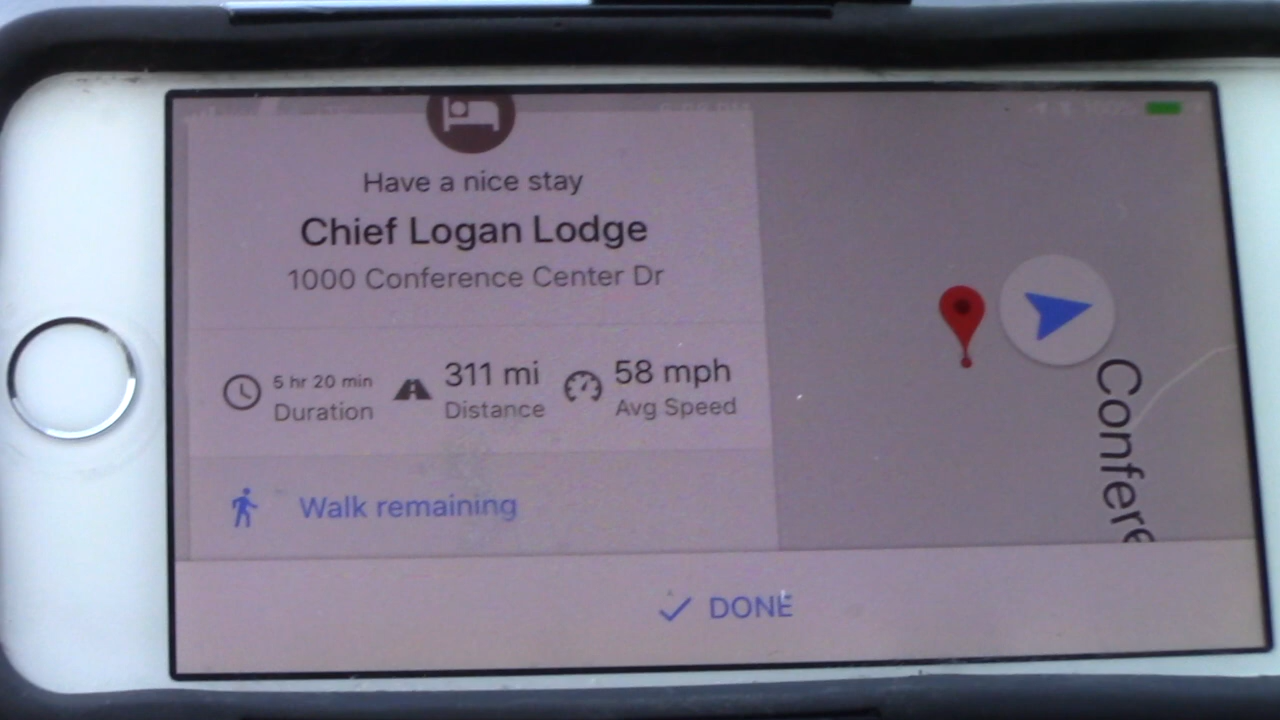 Have a nice stay
Chief Logan Lodge
1000 Conference Center Dr
5 hr 20 min
Duration
311 mi
Distance
58 mph
Avg Speed
Walk remaining
Confere
DONE